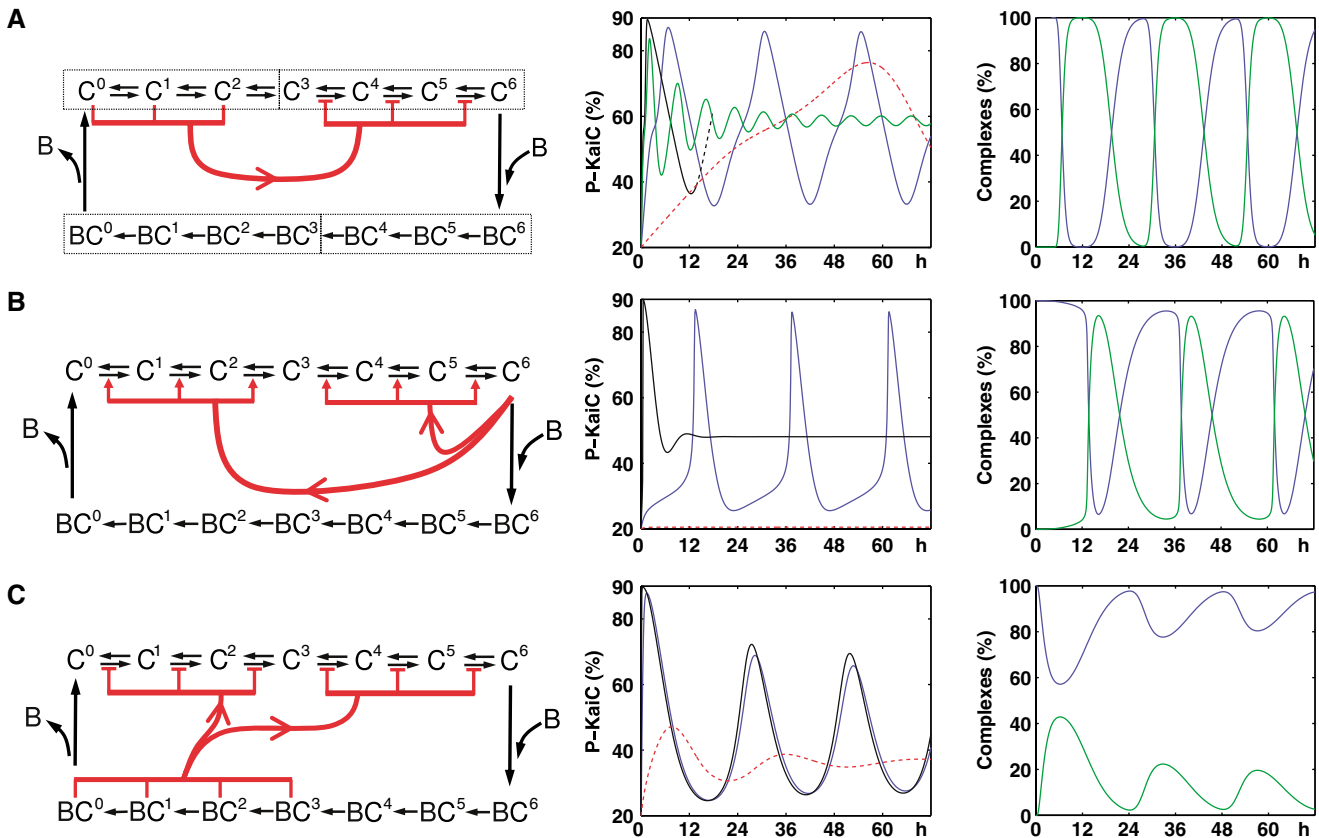 A
C⁰ C¹ C² C³ C⁴ C⁵ C⁶
B B
BC⁰ BC¹ BC² BC³ BC⁴ BC⁵ BC⁶
P–KaiC (%)
90
80
60
40
20
0 12 24 36 48 60 h
Complexes (%)
100
80
60
40
20
0
0 12 24 36 48 60 h
B
C⁰ C¹ C² C³ C⁴ C⁵ C⁶
B B
BC⁰ BC¹ BC² BC³ BC⁴ BC⁵ BC⁶
P–KaiC (%)
90
80
60
40
20
0 12 24 36 48 60 h
Complexes (%)
100
80
60
40
20
0
0 12 24 36 48 60 h
C
C⁰ C¹ C² C³ C⁴ C⁵ C⁶
B B
BC⁰ BC¹ BC² BC³ BC⁴ BC⁵ BC⁶
P–KaiC (%)
90
80
60
40
20
0 12 24 36 48 60 h
Complexes (%)
100
80
60
40
20
0
0 12 24 36 48 60 h